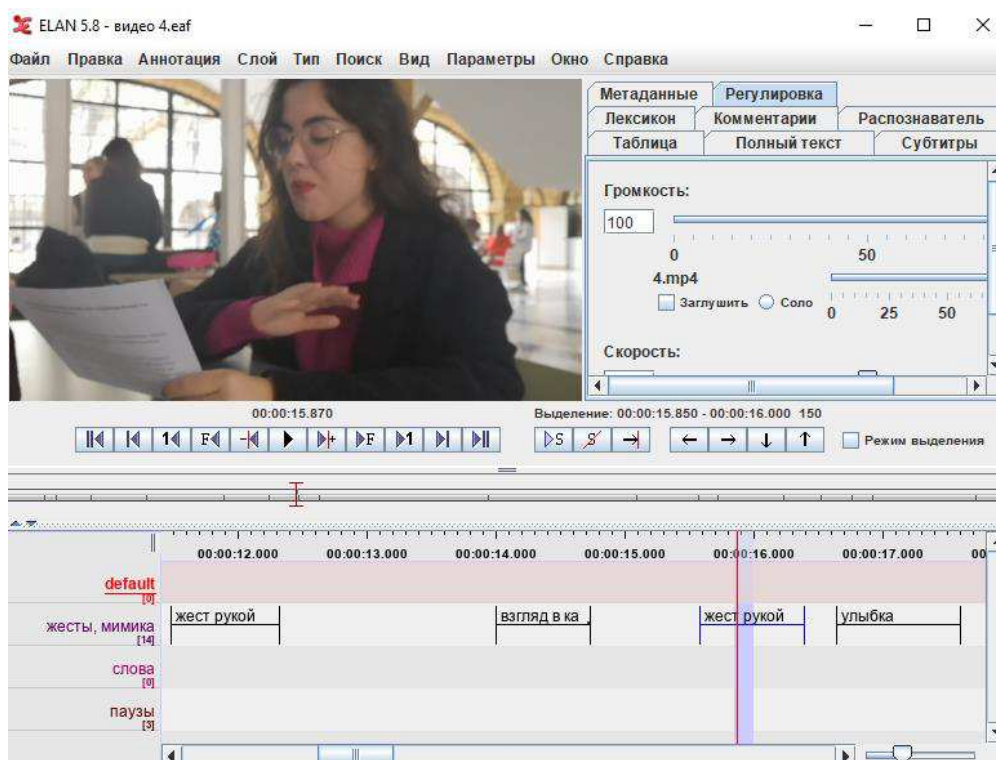 ELAN 5.8 - видео 4.eaf
Файл Правка Аннотация Слой Тип Поиск Вид Параметры Окно Справка
Метаданные Регулировка
Лексикон Комментарии Распознаватель
Таблица Полный текст Субтитры
Громкость:
100
0 50
4.mp4
Заглушить Соло 0 25 50
Скорость:
00:00:15.870
Выделение: 00:00:15.850 - 00:00:16.000 150
1 F + F 1 S S
Режим выделения
00:00:12.000 00:00:13.000 00:00:14.000 00:00:15.000 00:00:16.000 00:00:17.000 00
default
[0]
жесты, мимика
[14]
жест рукой взгляд в ка жест рукой улыбка
слова
[0]
паузы
[3]